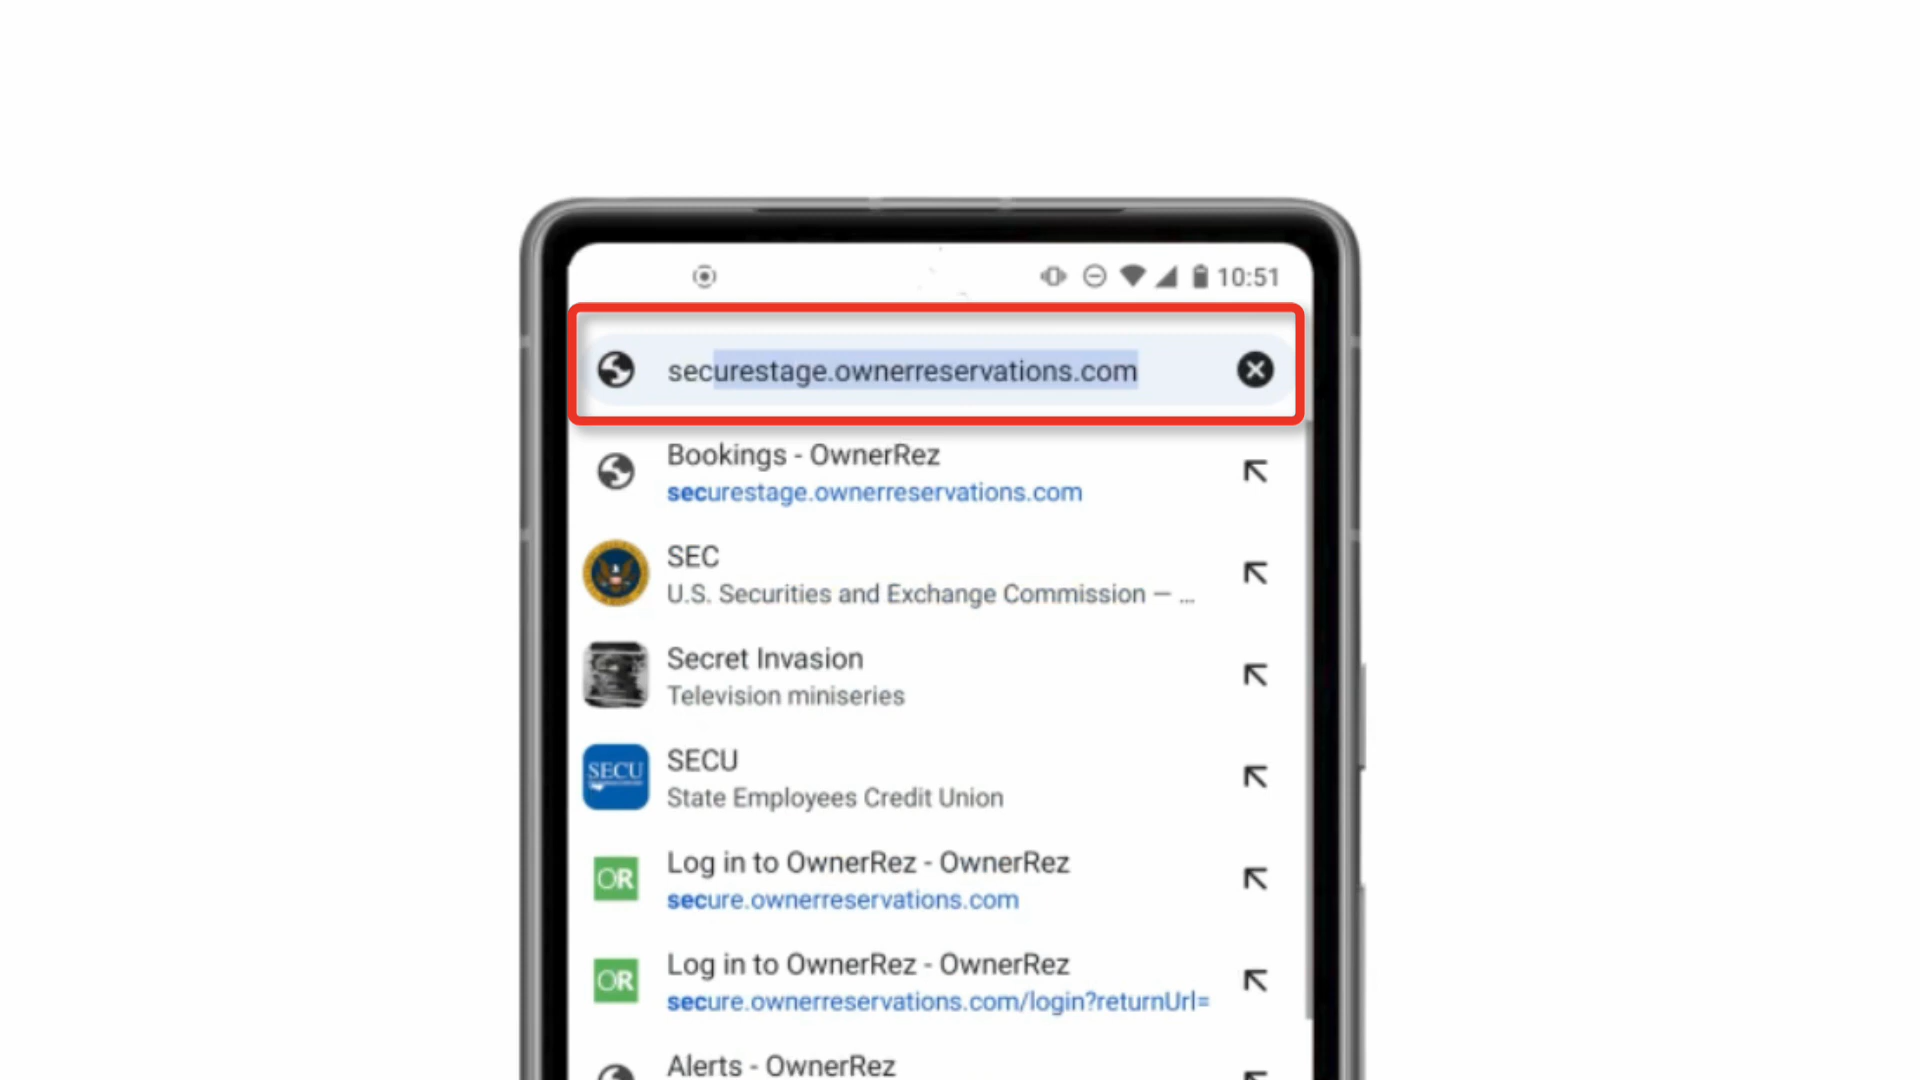 10:51
securestage.ownerreservations.com
Bookings - OwnerRez
securestage.ownerreservations.com
SEC
U.S. Securities and Exchange Commission — ...
Secret Invasion
Television miniseries
SECU
SECU
State Employees Credit Union
OR
Log in to OwnerRez - OwnerRez
secure.ownerreservations.com
OR
Log in to OwnerRez - OwnerRez
secure.ownerreservations.com/login?returnUrl=
Alerts - OwnerRez